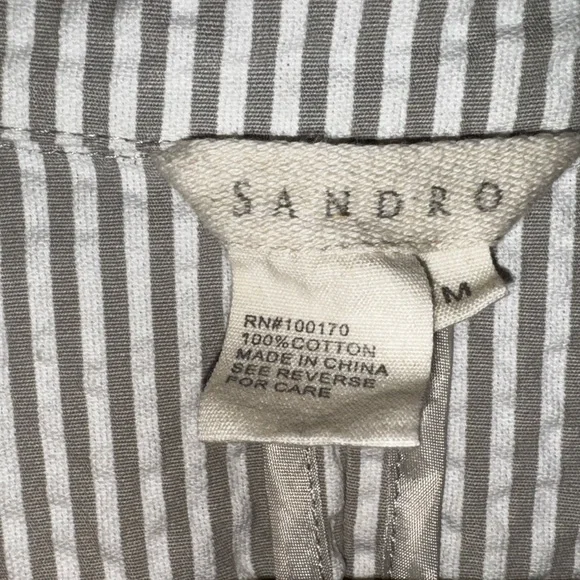 SANDRO
M
RN#100170
100%COTTON
MADE IN CHINA
SEE REVERSE
FOR CARE